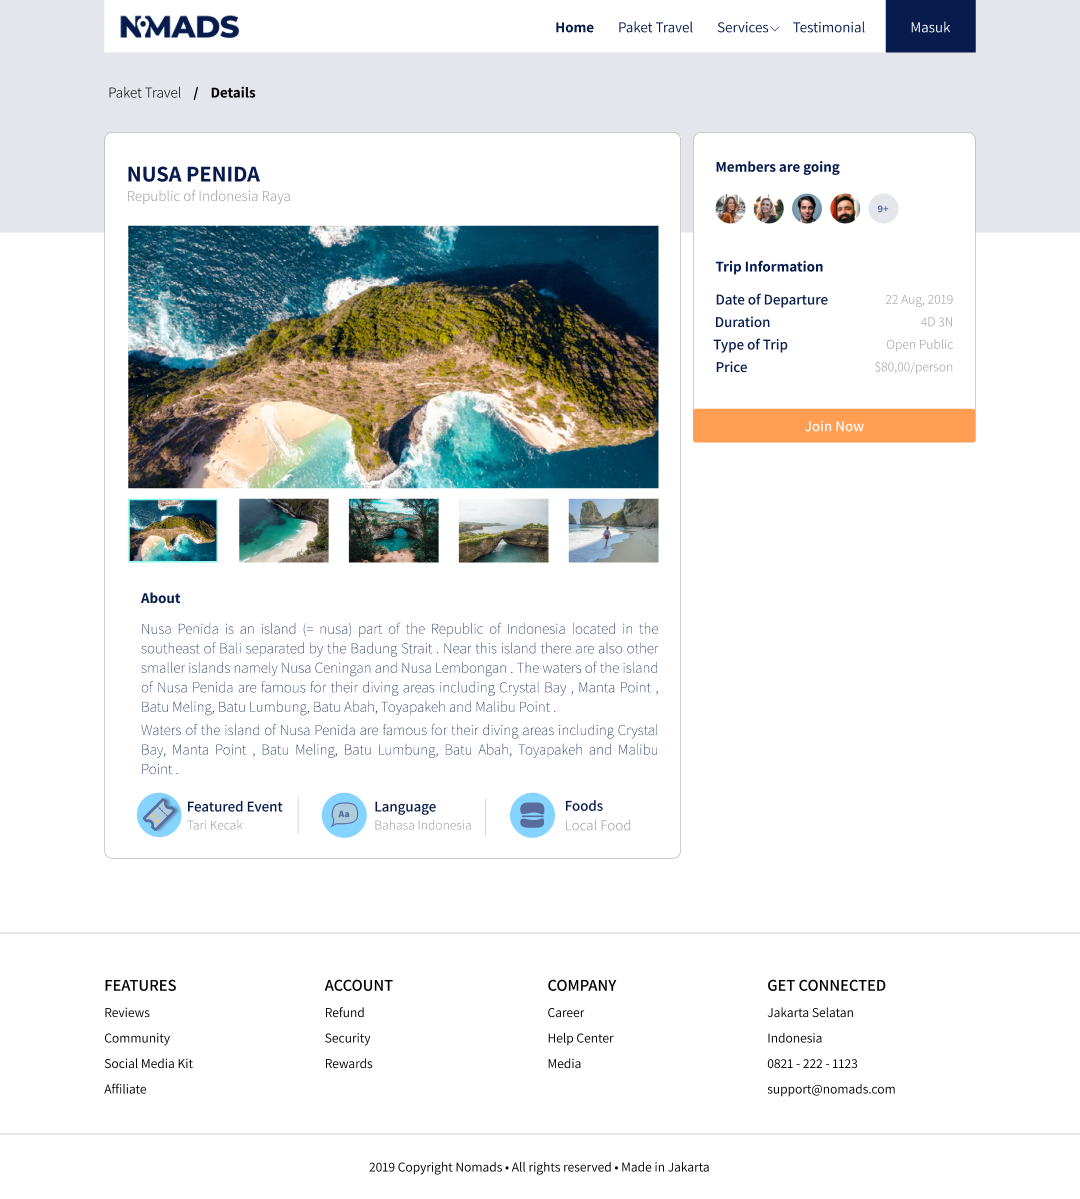 NOMADS
Home Paket Travel Services Testimonial Masuk
Paket Travel / Details
NUSA PENIDA
Republic of Indonesia Raya
Members are going
9+
Trip Information
Date of Departure 22 Aug, 2019
Duration 4D 3N
Type of Trip Open Public
Price $80,00/person
Join Now
About
Nusa Penida is an island (= nusa) part of the Republic of Indonesia located in the
southeast of Bali separated by the Badung Strait . Near this island there are also other
smaller islands namely Nusa Ceningan and Nusa Lembongan . The waters of the island
of Nusa Penida are famous for their diving areas including Crystal Bay , Manta Point ,
Batu Meling, Batu Lumbung, Batu Abah, Toyapakeh and Malibu Point .
Waters of the island of Nusa Penida are famous for their diving areas including Crystal
Bay, Manta Point , Batu Meling, Batu Lumbung, Batu Abah, Toyapakeh and Malibu
Point .
Featured Event
Tari Kecak
Aa
Language
Bahasa Indonesia
Foods
Local Food
FEATURES
Reviews
Community
Social Media Kit
Affiliate
ACCOUNT
Refund
Security
Rewards
COMPANY
Career
Help Center
Media
GET CONNECTED
Jakarta Selatan
Indonesia
0821 - 222 - 1123
support@nomads.com
2019 Copyright Nomads • All rights reserved • Made in Jakarta